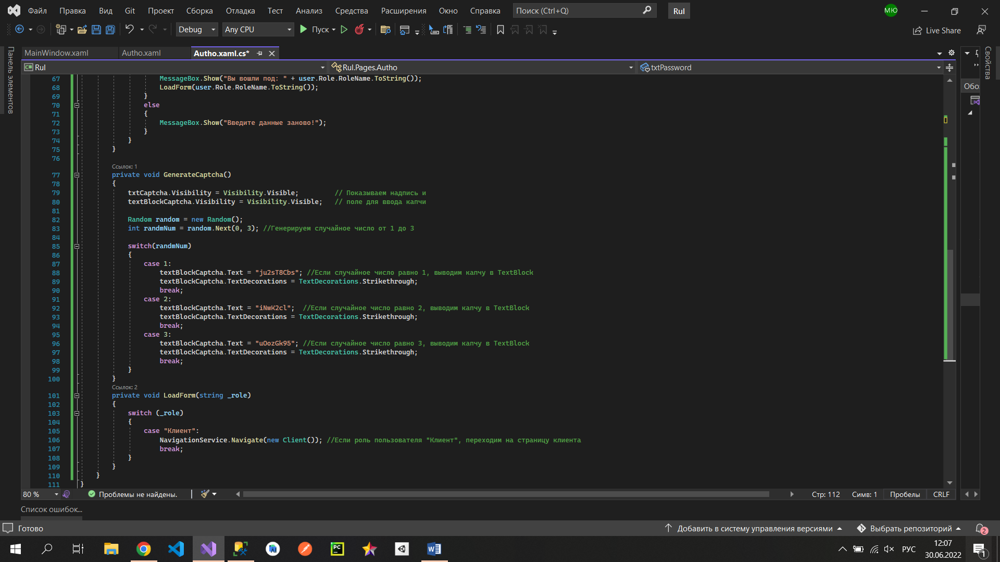 Файл Правка Вид Git Проект Сборка Отладка Тест Анализ Средства Расширения Окно Справка Поиск (Ctrl+Q) Rul МЮ
Debug Any CPU Пуск Live Share
Панель элементов
MainWindow.xaml Autho.xaml Autho.xaml.cs*
Свойства
C# Rul Rul.Pages.Autho txtPassword
Обо
67 MessageBox.Show("Вы вошли под: " + user.Role.RoleName.ToString());
68 LoadForm(user.Role.RoleName.ToString());
69 }
70 else
71 {
72 MessageBox.Show("Введите данные заново!");
73 }
74 }
75 }
76
Ссылок: 1
77 private void GenerateCaptcha()
78 {
79 txtCaptcha.Visibility = Visibility.Visible; // Показываем надпись и
80 textBlockCaptcha.Visibility = Visibility.Visible; // поле для ввода капчи
81
82 Random random = new Random();
83 int randmNum = random.Next(0, 3); //Генерируем случайное число от 1 до 3
84
85 switch(randmNum)
86 {
87 case 1:
88 textBlockCaptcha.Text = "ju2sT8Cbs"; //Если случайное число равно 1, выводим капчу в TextBlock
89 textBlockCaptcha.TextDecorations = TextDecorations.Strikethrough;
90 break;
91 case 2:
92 textBlockCaptcha.Text = "iNwK2cl"; //Если случайное число равно 2, выводим капчу в TextBlock
93 textBlockCaptcha.TextDecorations = TextDecorations.Strikethrough;
94 break;
95 case 3:
96 textBlockCaptcha.Text = "uOozGk95"; //Если случайное число равно 3, выводим капчу в TextBlock
97 textBlockCaptcha.TextDecorations = TextDecorations.Strikethrough;
98 break;
99 }
100 }
Ссылок: 2
101 private void LoadForm(string _role)
102 {
103 switch (_role)
104 {
105 case "Клиент":
106 NavigationService.Navigate(new Client()); //Если роль пользователя "Клиент", переходим на страницу клиента
107 break;
108 }
109 }
110 }
111 }
80 % Проблемы не найдены. Стр: 112 Симв: 1 Пробелы CRLF
Список ошибок...
Готово Добавить в систему управления версиями Выбрать репозиторий 2
PC РУС 12:07
30.06.2022 1